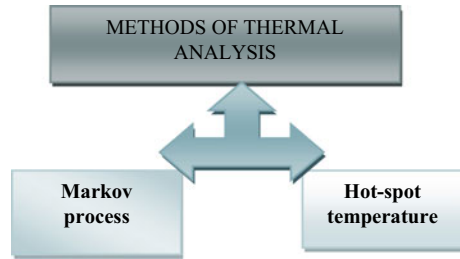 METHODS OF THERMAL
ANALYSIS
Markov
process
Hot-spot
temperature